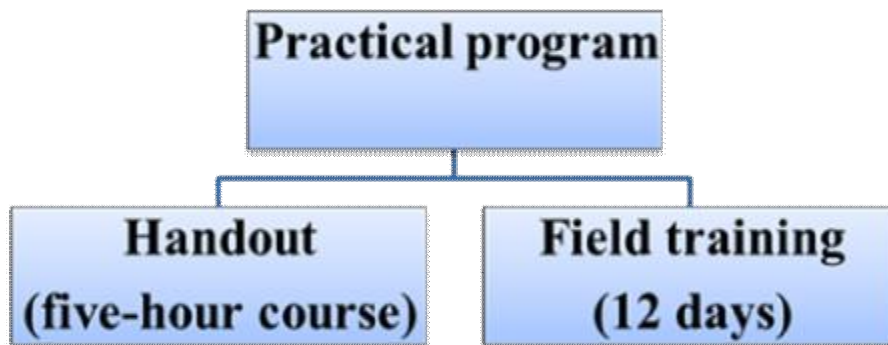 Practical program
Handout
(five-hour course)
Field training
(12 days)